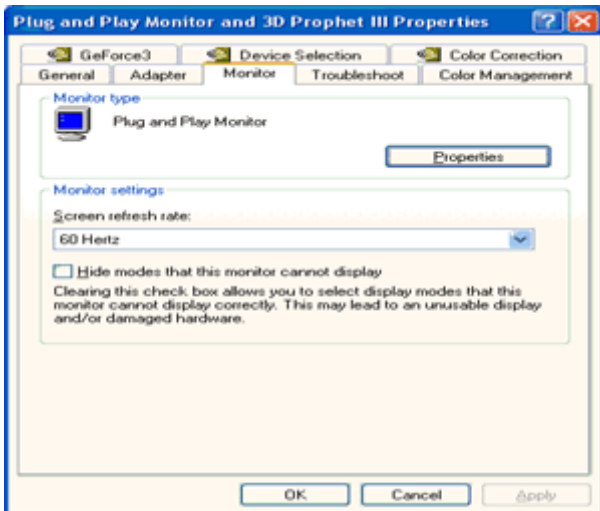 Plug and Play Monitor and 3D Prophet III Properties
GeForce3 Device Selection Color Correction
General Adapter Monitor Troubleshoot Color Management
Monitor type
Plug and Play Monitor
Properties
Monitor settings
Screen refresh rate:
60 Hertz
Hide modes that this monitor cannot display
Clearing this check box allows you to select display modes that this
monitor cannot display correctly. This may lead to an unusable display
and/or damaged hardware.
OK Cancel Apply